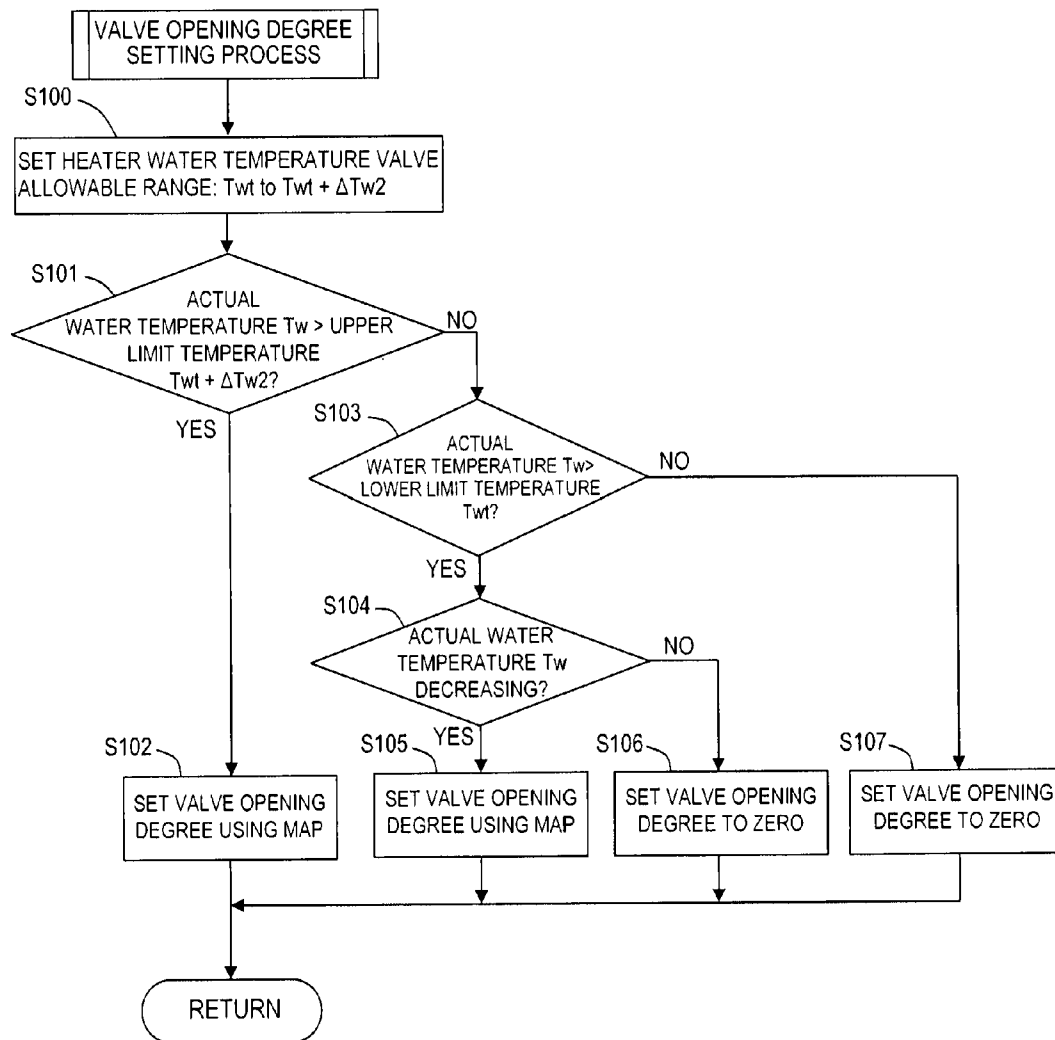 VALVE OPENING DEGREE
SETTING PROCESS
S100
SET HEATER WATER TEMPERATURE VALVE
ALLOWABLE RANGE: Twt to Twt + ΔTw2
S101
ACTUAL
WATER TEMPERATURE Tw > UPPER
LIMIT TEMPERATURE
Twt + ΔTw2?
NO
YES
S103
ACTUAL
WATER TEMPERATURE Tw>
LOWER LIMIT TEMPERATURE
Twt?
NO
YES
S104
ACTUAL WATER
TEMPERATURE Tw
DECREASING?
NO
YES
S102
SET VALVE OPENING
DEGREE USING MAP
S105
SET VALVE OPENING
DEGREE USING MAP
S106
SET VALVE OPENING
DEGREE TO ZERO
S107
SET VALVE OPENING
DEGREE TO ZERO
RETURN